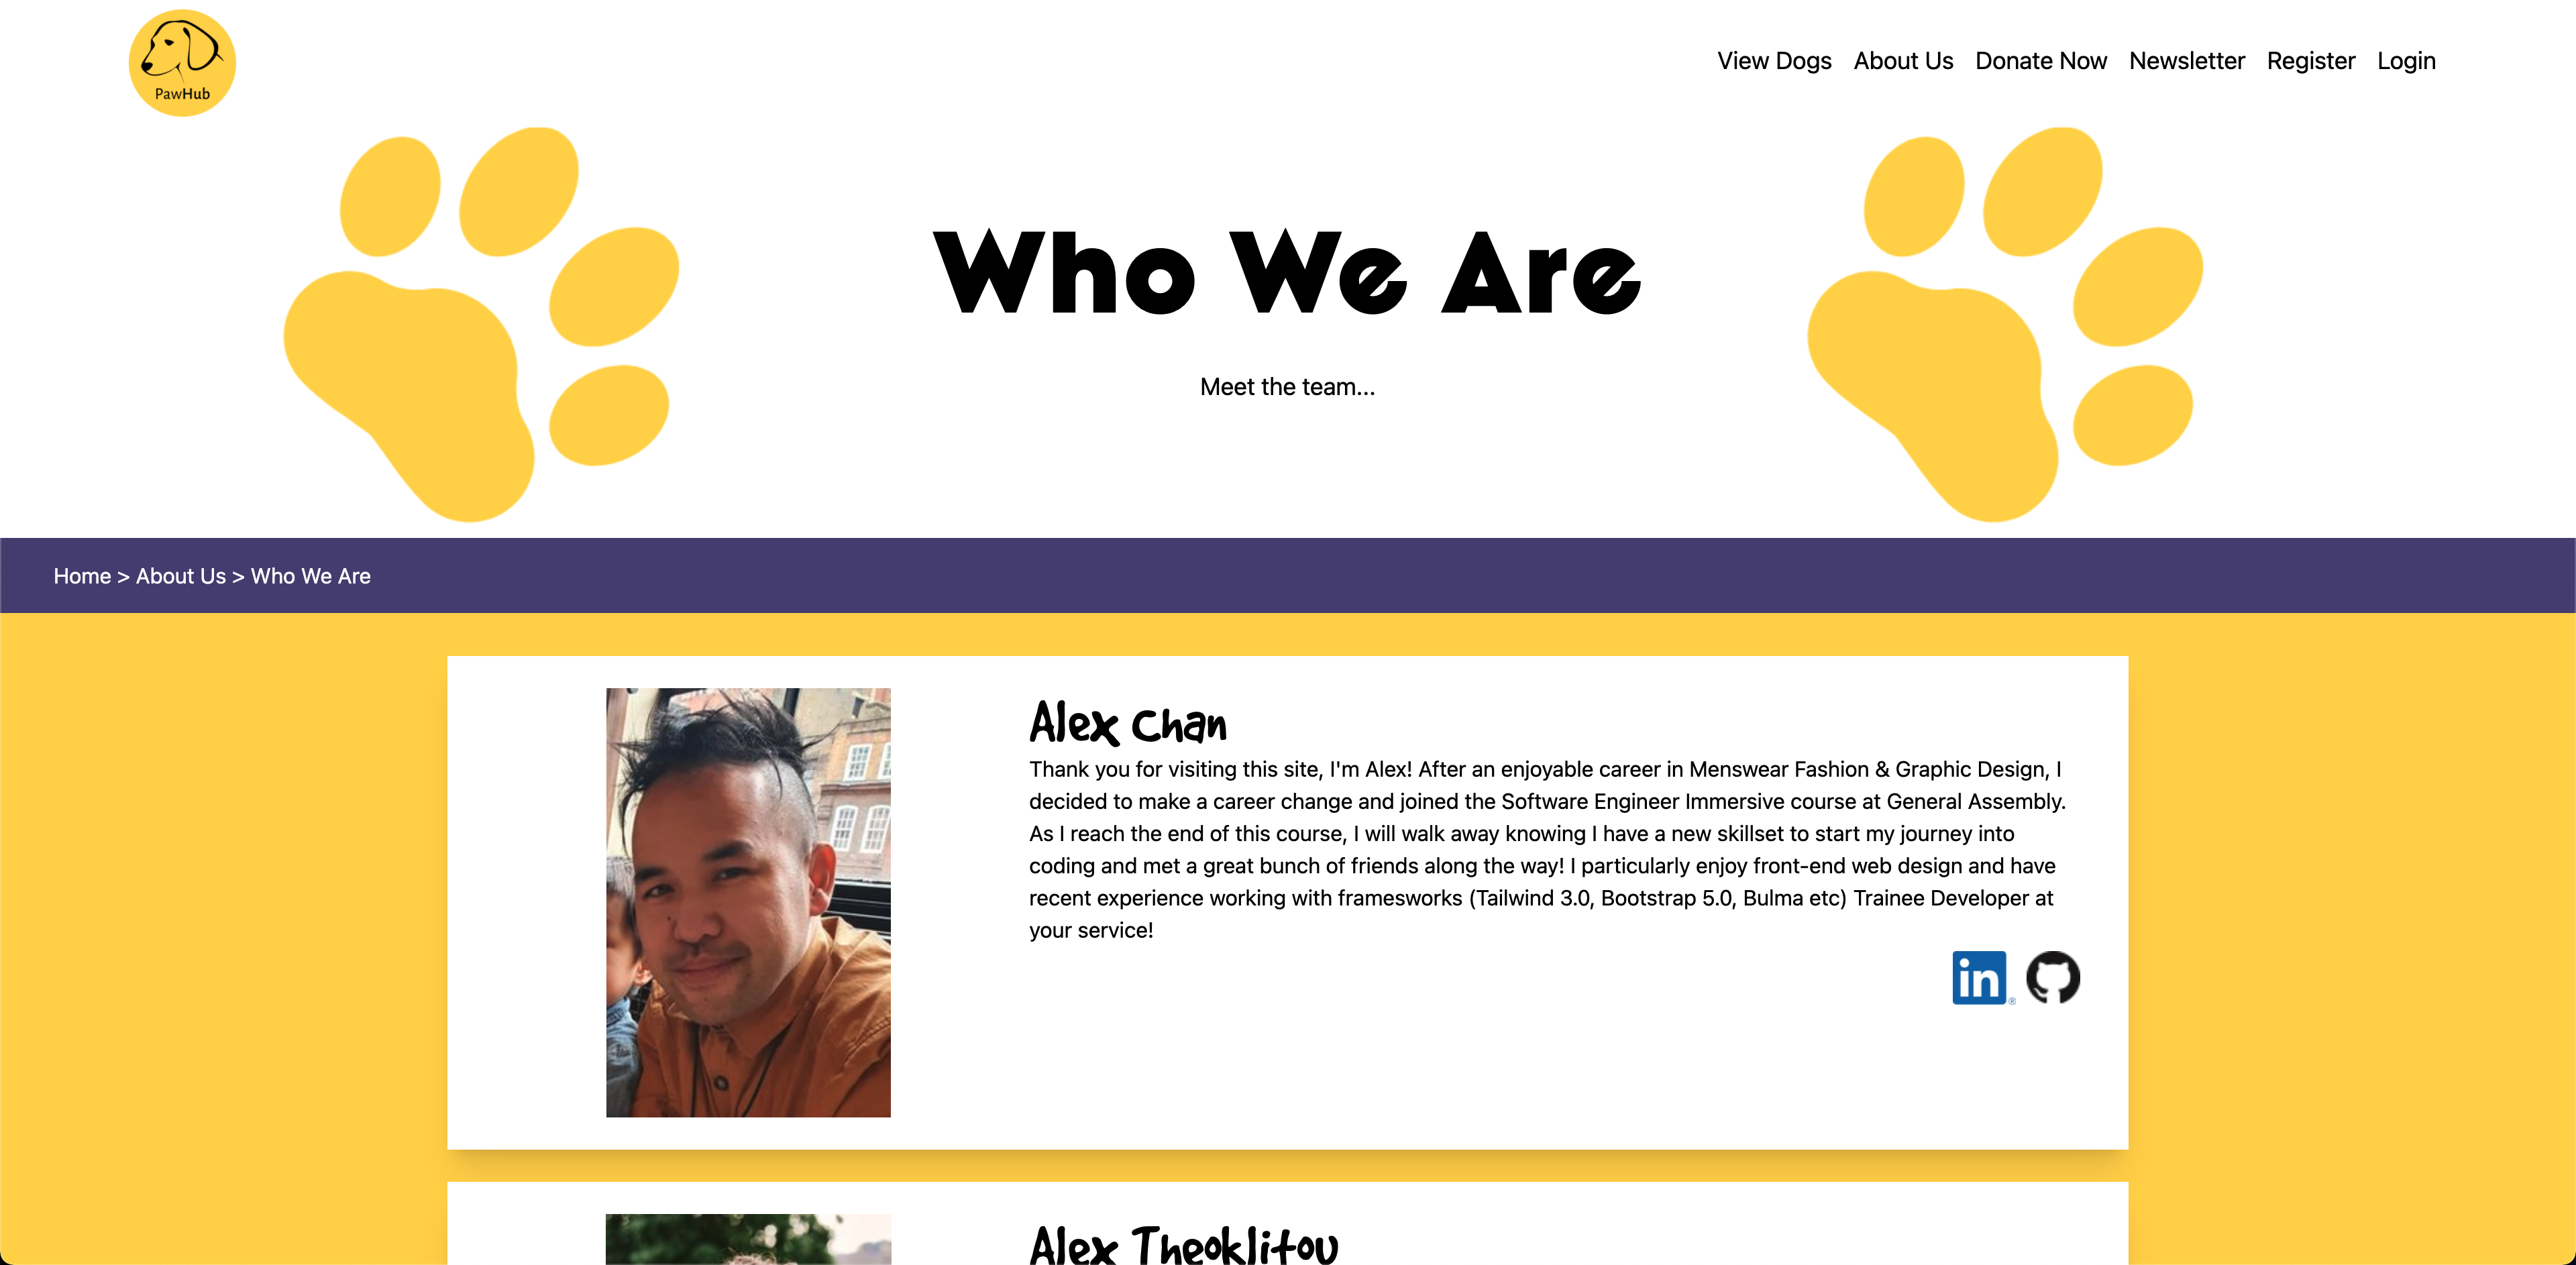 PawHub
View Dogs About Us Donate Now Newsletter Register Login
Who We Are
Meet the team...
Home > About Us > Who We Are
Alex Chan
Thank you for visiting this site, I'm Alex! After an enjoyable career in Menswear Fashion & Graphic Design, I
decided to make a career change and joined the Software Engineer Immersive course at General Assembly.
As I reach the end of this course, I will walk away knowing I have a new skillset to start my journey into
coding and met a great bunch of friends along the way! I particularly enjoy front-end web design and have
recent experience working with framesworks (Tailwind 3.0, Bootstrap 5.0, Bulma etc) Trainee Developer at
your service!
in ®
Alex Theoklitou